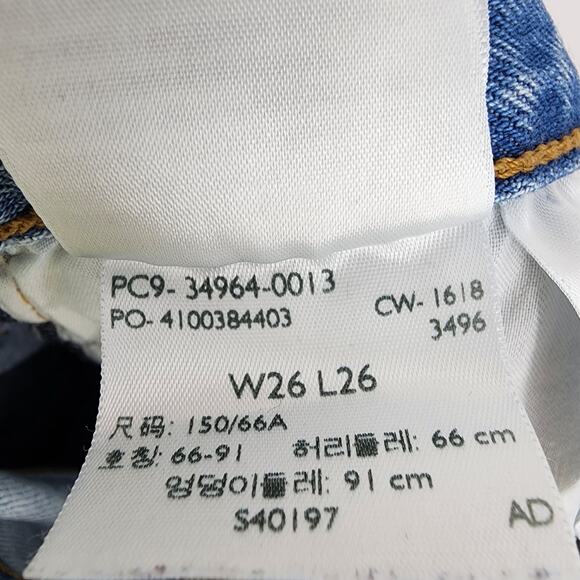 PC9- 34964-0013
PO- 4100384403
CW- 1618
3496
W26 L26
尺码: 150/66A
호칭: 66-91
허리둘레: 66 cm
엉덩이둘레: 91 cm
S40197
AD